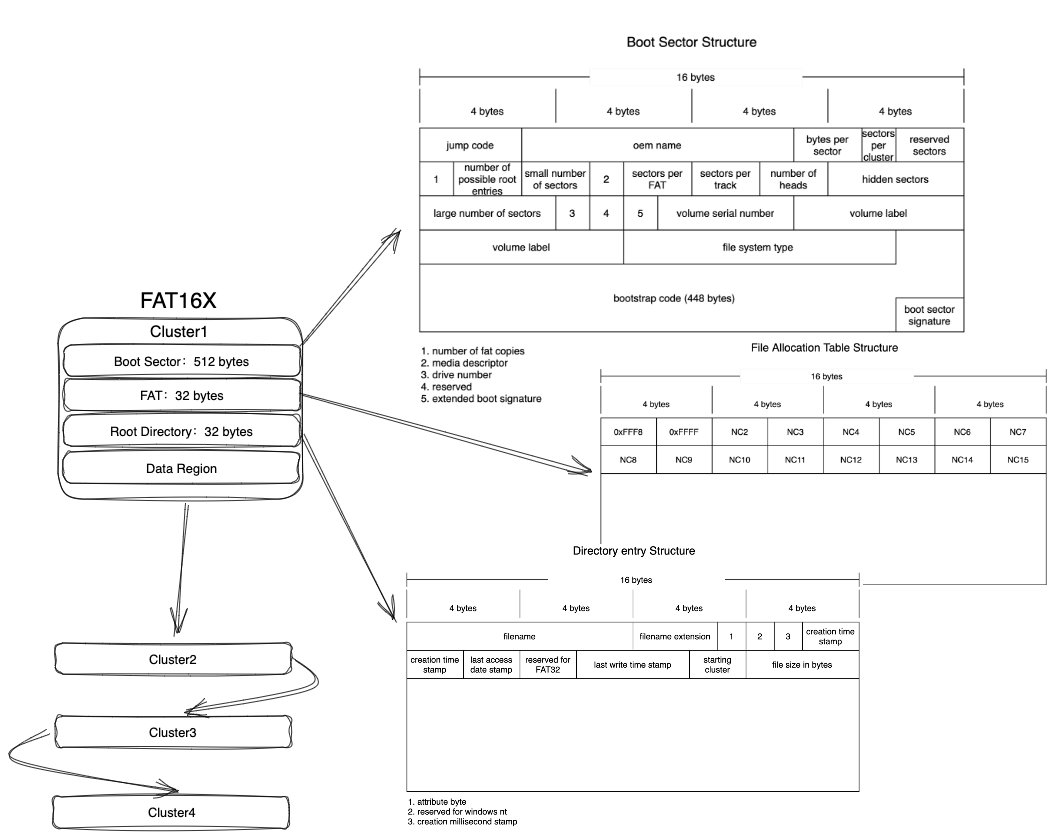 Boot Sector Structure
16 bytes
4 bytes 4 bytes 4 bytes 4 bytes
jump code
oem name
bytes per
sector
sectors
per
cluster
reserved
sectors
1
number of
possible root
entries
small number
of sectors
2
sectors per
FAT
sectors per
track
number of
heads
hidden sectors
large number of sectors
3
4
5
volume serial number
volume label
volume label
file system type
bootstrap code (448 bytes)
boot sector
signature
1. number of fat copies
2. media descriptor
3. drive number
4. reserved
5. extended boot signature
FAT16X
Cluster1
Boot Sector：512 bytes
FAT：32 bytes
Root Directory：32 bytes
Data Region
Cluster2
Cluster3
Cluster4
File Allocation Table Structure
16 bytes
4 bytes 4 bytes 4 bytes 4 bytes
0xFFF8 0xFFFF NC2 NC3 NC4 NC5 NC6 NC7
NC8 NC9 NC10 NC11 NC12 NC13 NC14 NC15
Directory entry Structure
16 bytes
4 bytes 4 bytes 4 bytes 4 bytes
filename
filename extension
1
2
3
creation time
stamp
creation time
stamp
last access
date stamp
reserved for
FAT32
last write time stamp
starting
cluster
file size in bytes
1. attribute byte
2. reserved for windows nt
3. creation millisecond stamp